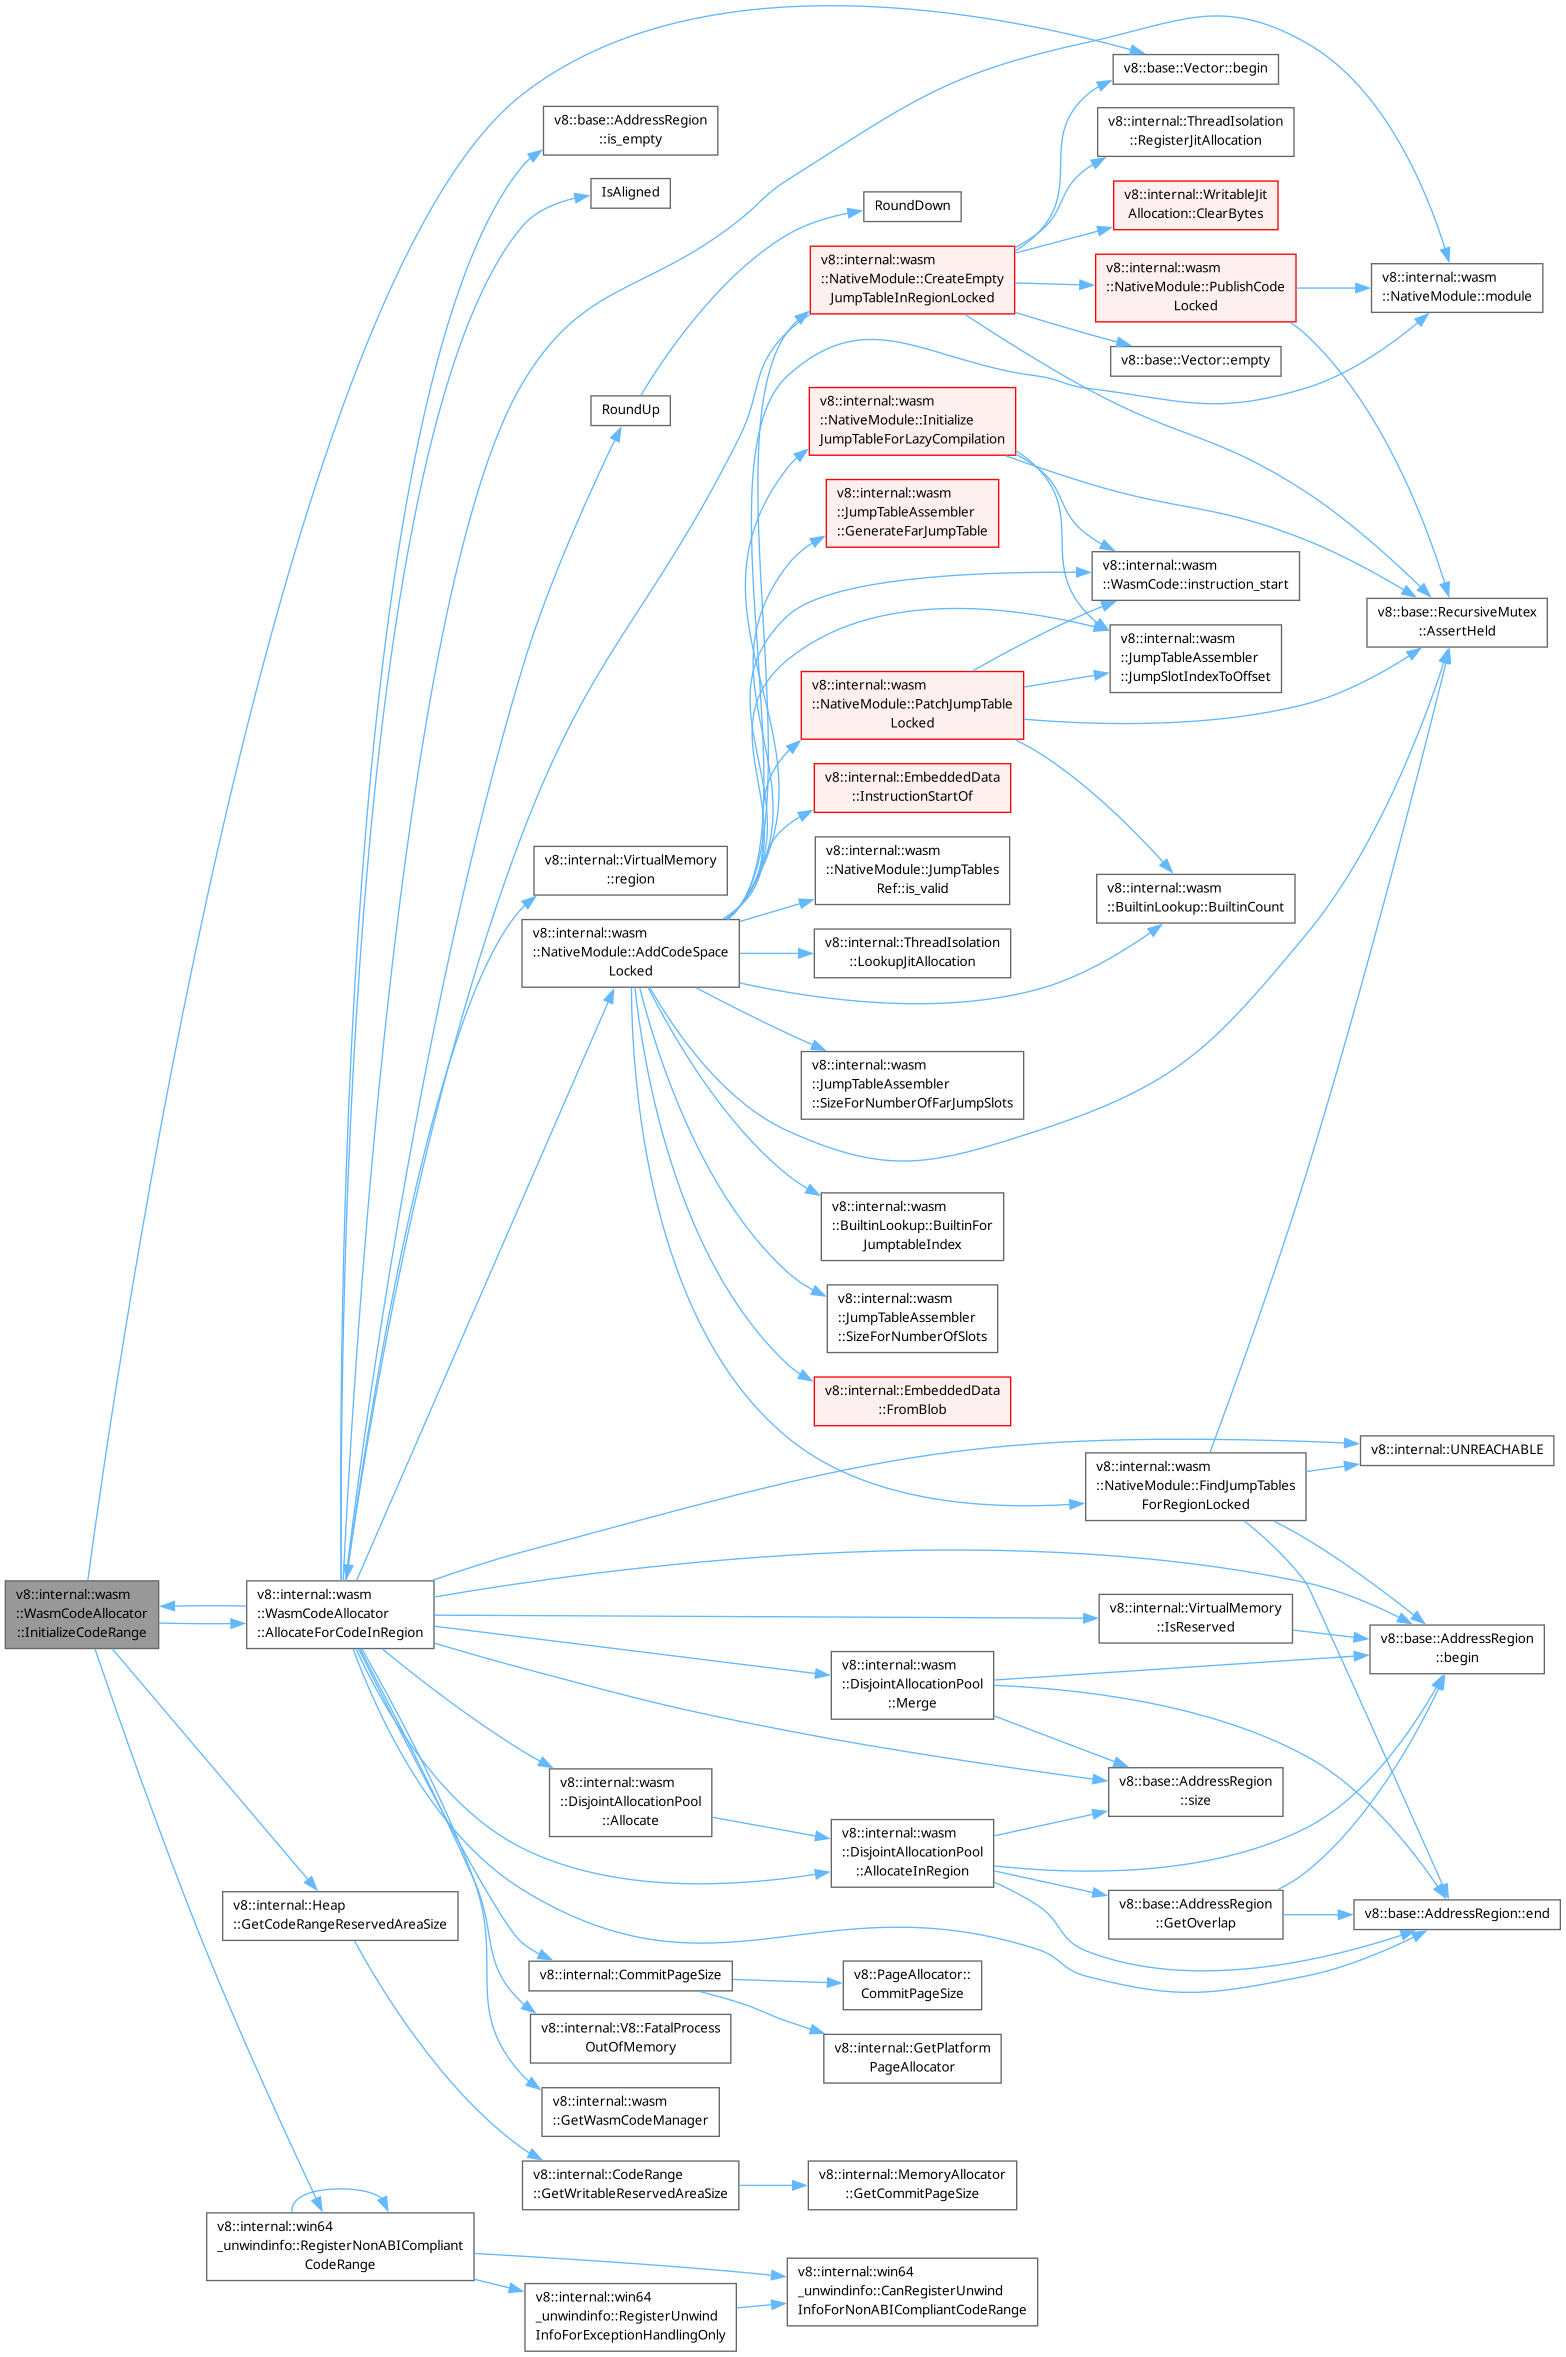 v8::base::Vector::begin
v8::base::AddressRegion
::is_empty
v8::internal::ThreadIsolation
::RegisterJitAllocation
IsAligned
RoundDown
v8::internal::WritableJit
Allocation::ClearBytes
v8::internal::wasm
::NativeModule::CreateEmpty
JumpTableInRegionLocked
v8::internal::wasm
::NativeModule::PublishCode
Locked
v8::internal::wasm
::NativeModule::module
v8::base::Vector::empty
RoundUp
v8::internal::wasm
::NativeModule::Initialize
JumpTableForLazyCompilation
v8::internal::wasm
::JumpTableAssembler
::GenerateFarJumpTable
v8::internal::wasm
::WasmCode::instruction_start
v8::base::RecursiveMutex
::AssertHeld
v8::internal::wasm
::JumpTableAssembler
::JumpSlotIndexToOffset
v8::internal::wasm
::NativeModule::PatchJumpTable
Locked
v8::internal::EmbeddedData
::InstructionStartOf
v8::internal::VirtualMemory
::region
v8::internal::wasm
::NativeModule::JumpTables
Ref::is_valid
v8::internal::wasm
::BuiltinLookup::BuiltinCount
v8::internal::wasm
::NativeModule::AddCodeSpace
Locked
v8::internal::ThreadIsolation
::LookupJitAllocation
v8::internal::wasm
::JumpTableAssembler
::SizeForNumberOfFarJumpSlots
v8::internal::wasm
::BuiltinLookup::BuiltinFor
JumptableIndex
v8::internal::wasm
::JumpTableAssembler
::SizeForNumberOfSlots
v8::internal::EmbeddedData
::FromBlob
v8::internal::UNREACHABLE
v8::internal::wasm
::NativeModule::FindJumpTables
ForRegionLocked
v8::internal::wasm
::WasmCodeAllocator
::InitializeCodeRange
v8::internal::wasm
::WasmCodeAllocator
::AllocateForCodeInRegion
v8::internal::VirtualMemory
::IsReserved
v8::base::AddressRegion
::begin
v8::internal::wasm
::DisjointAllocationPool
::Merge
v8::internal::wasm
::DisjointAllocationPool
::Allocate
v8::base::AddressRegion
::size
v8::internal::wasm
::DisjointAllocationPool
::AllocateInRegion
v8::internal::Heap
::GetCodeRangeReservedAreaSize
v8::base::AddressRegion
::GetOverlap
v8::base::AddressRegion::end
v8::internal::CommitPageSize
v8::PageAllocator::
CommitPageSize
v8::internal::V8::FatalProcess
OutOfMemory
v8::internal::GetPlatform
PageAllocator
v8::internal::wasm
::GetWasmCodeManager
v8::internal::CodeRange
::GetWritableReservedAreaSize
v8::internal::MemoryAllocator
::GetCommitPageSize
v8::internal::win64
_unwindinfo::RegisterNonABICompliant
CodeRange
v8::internal::win64
_unwindinfo::CanRegisterUnwind
InfoForNonABICompliantCodeRange
v8::internal::win64
_unwindinfo::RegisterUnwind
InfoForExceptionHandlingOnly